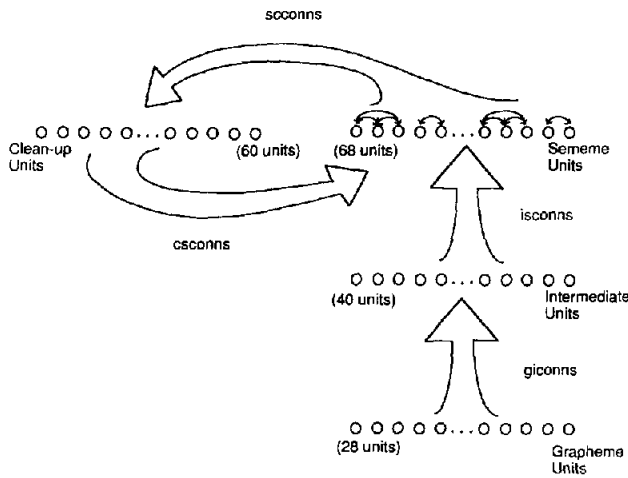 scconns
Clean-up
Units
(60 units)
(68 units)
Sememe
Units
csconns
isconns
(40 units)
Intermediate
Units
giconns
(28 units)
Grapheme
Units